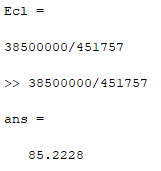 Ecl =
38500000/451757
>> 38500000/451757
ans =
85.2228